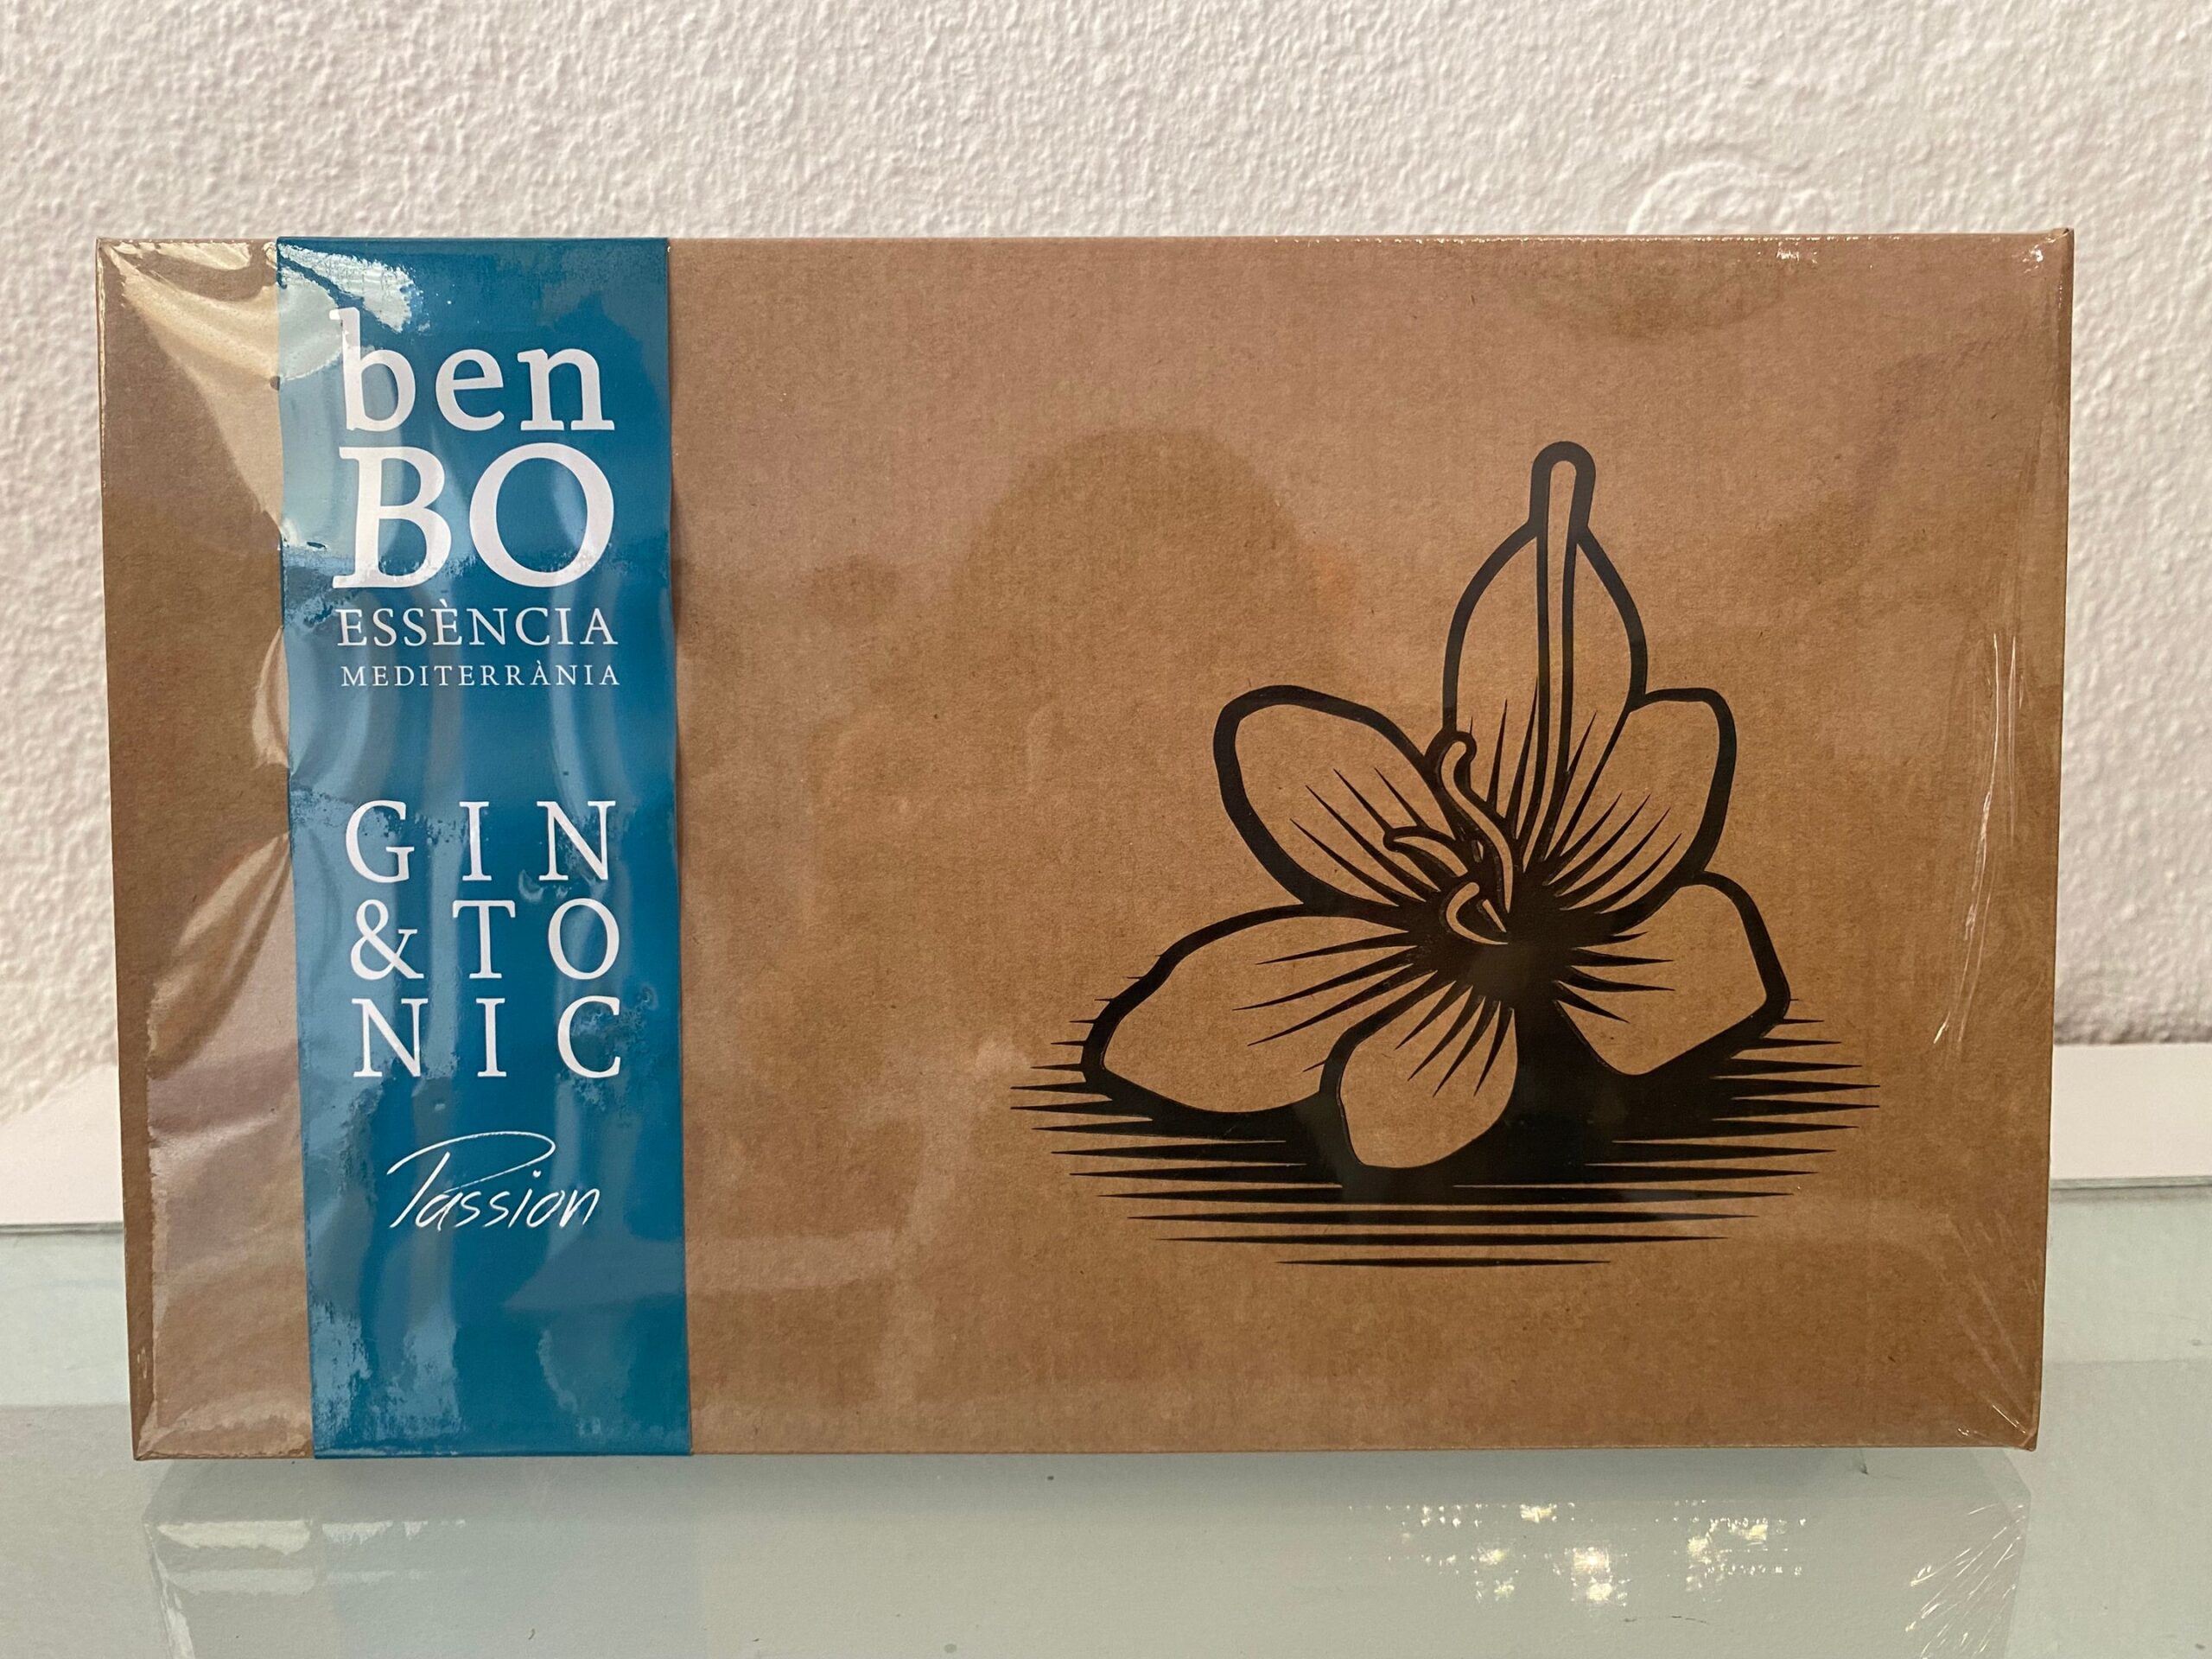 ben
BO
ESSÈNCIA
MEDITERRÀNIA
GIN
&TO
NIC
Passion